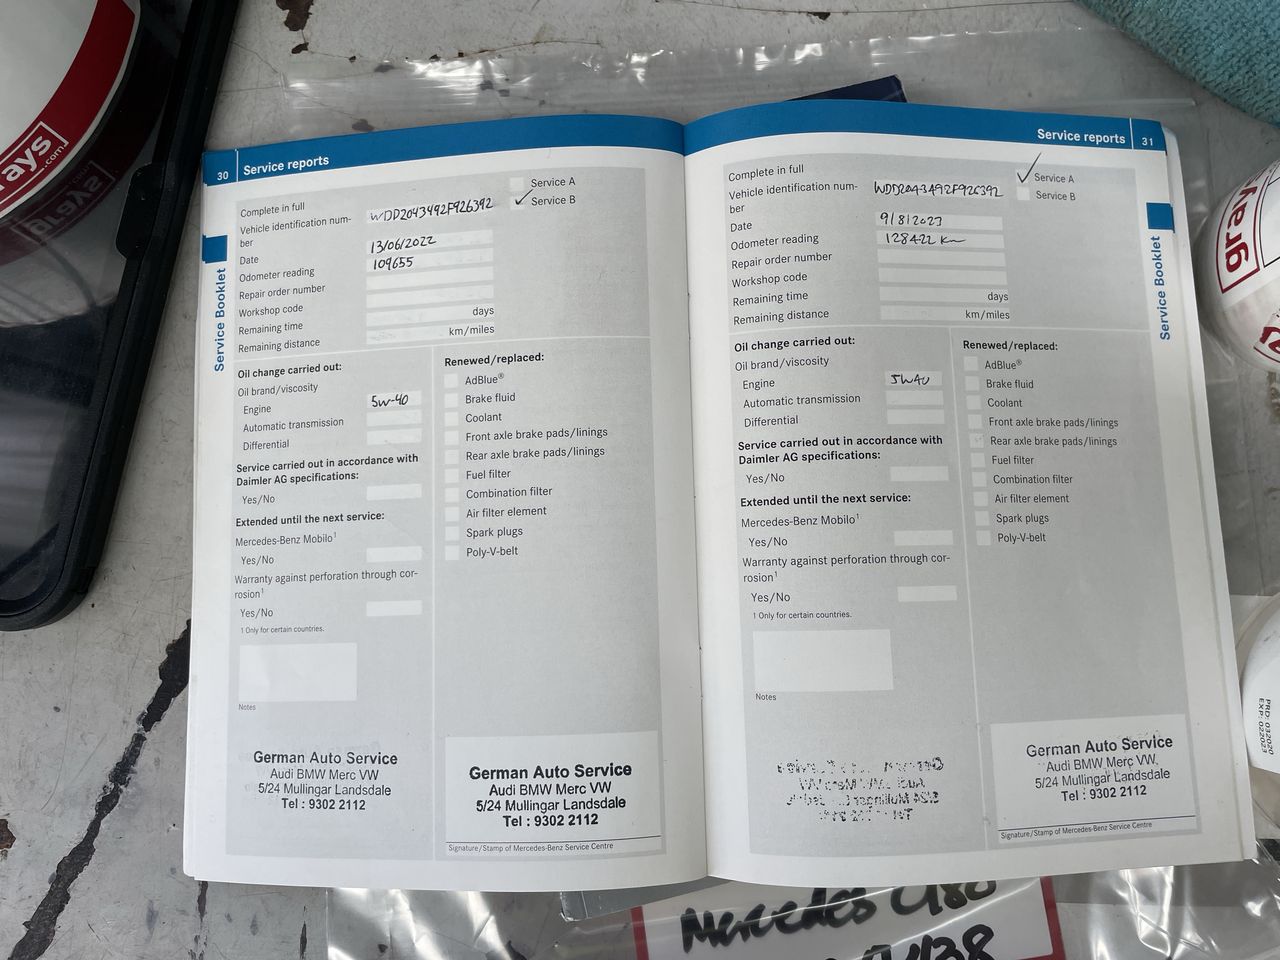 30 Service reports
Complete in full
Service A
✓ Service B
Vehicle identification num-
ber
WDD2043492F926392
Date
13/06/2022
Odometer reading
109655
Repair order number
Workshop code
Remaining time
days
Remaining distance
km/miles
Oil change carried out:
Oil brand/viscosity
Engine
5w-40
Automatic transmission
Differential
Service carried out in accordance with
Daimler AG specifications:
Yes/No
Extended until the next service:
Mercedes-Benz Mobilo1
Yes/No
Warranty against perforation through cor-
rosion1
Yes/No
1 Only for certain countries.
Notes
Renewed/replaced:
AdBlue®
Brake fluid
Coolant
Front axle brake pads/linings
Rear axle brake pads/linings
Fuel filter
Combination filter
Air filter element
Spark plugs
Poly-V-belt
German Auto Service
Audi BMW Merc VW
5/24 Mullingar Landsdale
Tel : 9302 2112
German Auto Service
Audi BMW Merc VW
5/24 Mullingar Landsdale
Tel : 9302 2112
Signature/Stamp of Mercedes-Benz Service Centre
Service Booklet
Service reports 31
Complete in full
✓ Service A
Service B
Vehicle identification num-
ber
WDD2043492F926392
Date
9/8/2023
Odometer reading
128422 km
Repair order number
Workshop code
Remaining time
days
Remaining distance
km/miles
Oil change carried out:
Oil brand/viscosity
Engine
5W40
Automatic transmission
Differential
Service carried out in accordance with
Daimler AG specifications:
Yes/No
Extended until the next service:
Mercedes-Benz Mobilo1
Yes/No
Warranty against perforation through cor-
rosion1
Yes/No
1 Only for certain countries.
Notes
Renewed/replaced:
AdBlue®
Brake fluid
Coolant
Front axle brake pads/linings
Rear axle brake pads/linings
Fuel filter
Combination filter
Air filter element
Spark plugs
Poly-V-belt
German Auto Service
Audi BMW Merc VW
5/24 Mullingar Landsdale
Tel : 9302 2112
Signature/Stamp of Mercedes-Benz Service Centre
Service Booklet
grays
.com
PRD: 032020
EXP: 022023
Mercedes